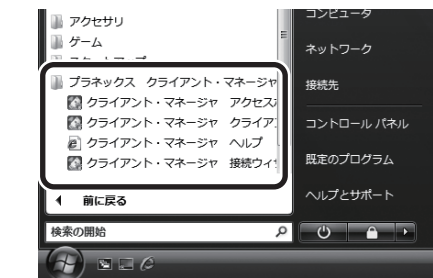 アクセサリ
ゲーム
プラネックス クライアント・マネージャ
クライアント・マネージャ アクセス
クライアント・マネージャ クライア
クライアント・マネージャ ヘルプ
クライアント・マネージャ 接続ウィ
前に戻る
検索の開始
コンピュータ
ネットワーク
接続先
コントロール パネル
既定のプログラム
ヘルプとサポート